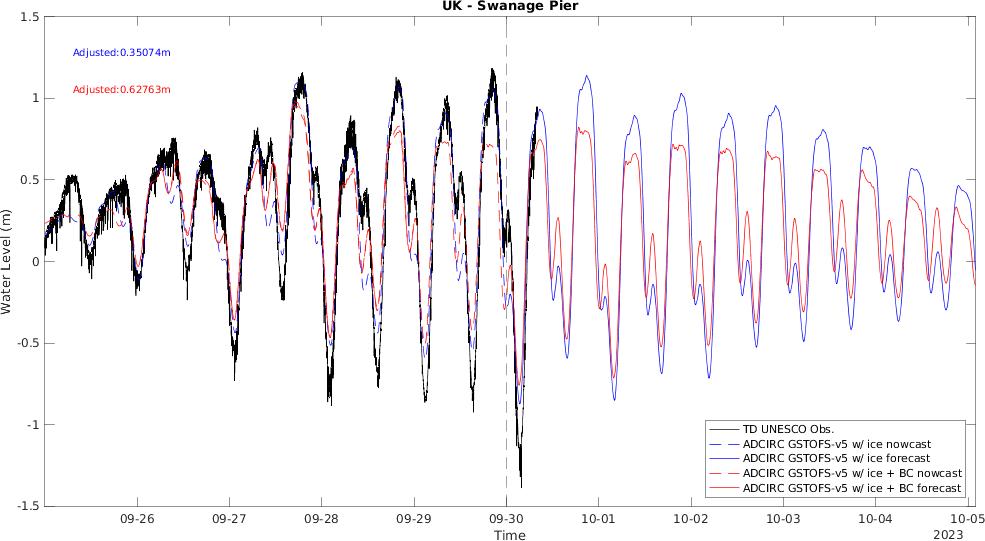 UK - Swanage Pier
1.5
1
0.5
0
-0.5
-1
-1.5
Water Level (m)
Adjusted:0.35074m
Adjusted:0.62763m
TD UNESCO Obs.
ADCIRC GSTOFS-v5 w/ ice nowcast
ADCIRC GSTOFS-v5 w/ ice forecast
ADCIRC GSTOFS-v5 w/ ice + BC nowcast
ADCIRC GSTOFS-v5 w/ ice + BC forecast
09-26 09-27 09-28 09-29 09-30 10-01 10-02 10-03 10-04 10-05
Time
2023